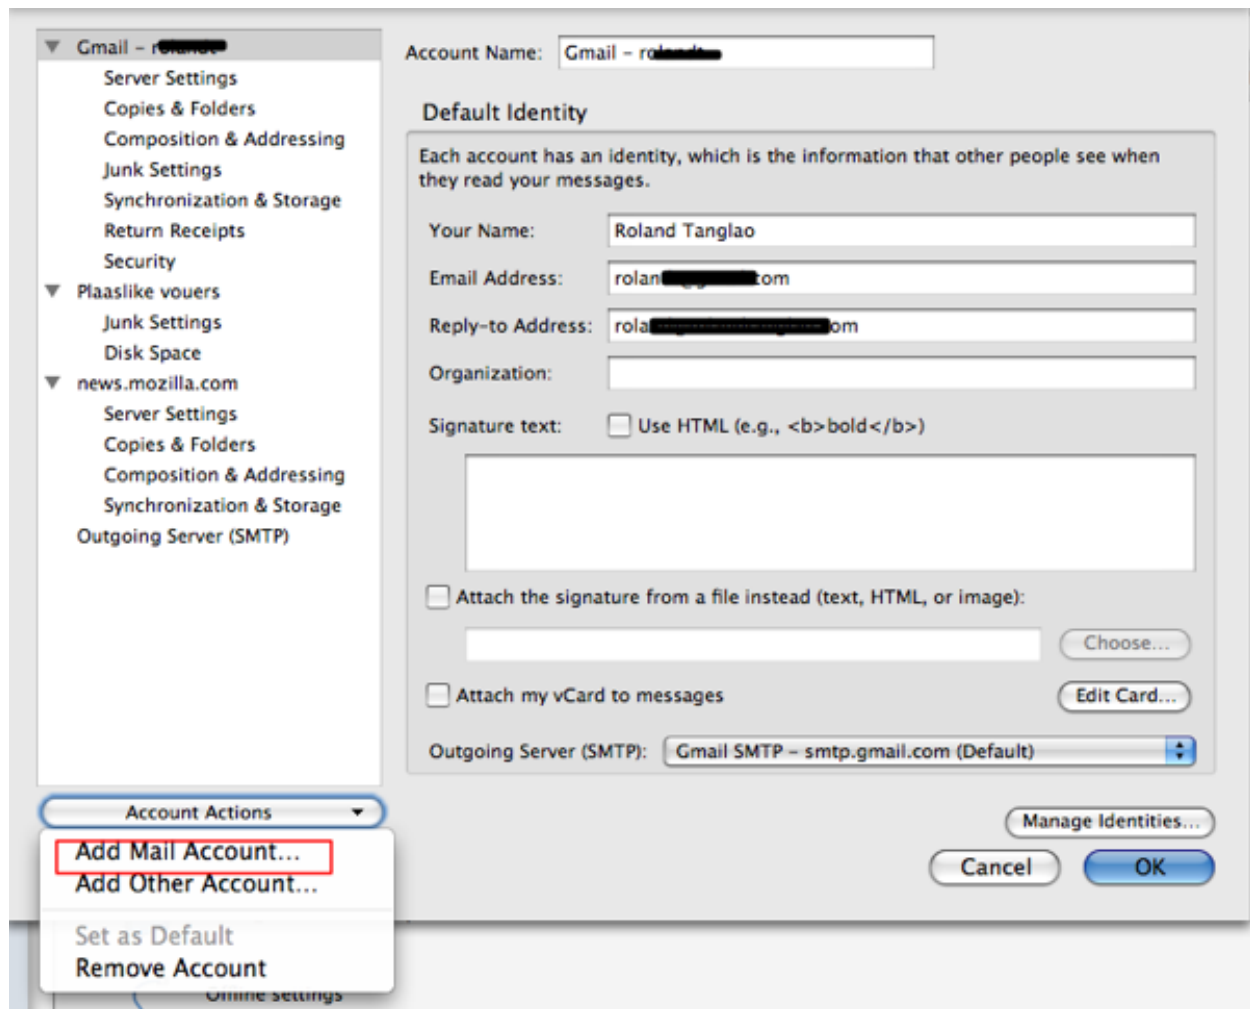 Gmail –
Server Settings
Copies & Folders
Composition & Addressing
Junk Settings
Synchronization & Storage
Return Receipts
Security
Plaaslike vouers
Junk Settings
Disk Space
news.mozilla.com
Server Settings
Copies & Folders
Composition & Addressing
Synchronization & Storage
Outgoing Server (SMTP)
Account Actions
Add Mail Account...
Add Other Account...
Set as Default
Remove Account
Offline settings
Account Name: Gmail –
Default Identity
Each account has an identity, which is the information that other people see when
they read your messages.
Your Name: Roland Tanglao
Email Address: rolan com
Reply-to Address: rola om
Organization:
Signature text: Use HTML (e.g., <b>bold</b>)
Attach the signature from a file instead (text, HTML, or image):
Choose...
Attach my vCard to messages Edit Card...
Outgoing Server (SMTP): Gmail SMTP – smtp.gmail.com (Default)
Manage Identities...
Cancel OK